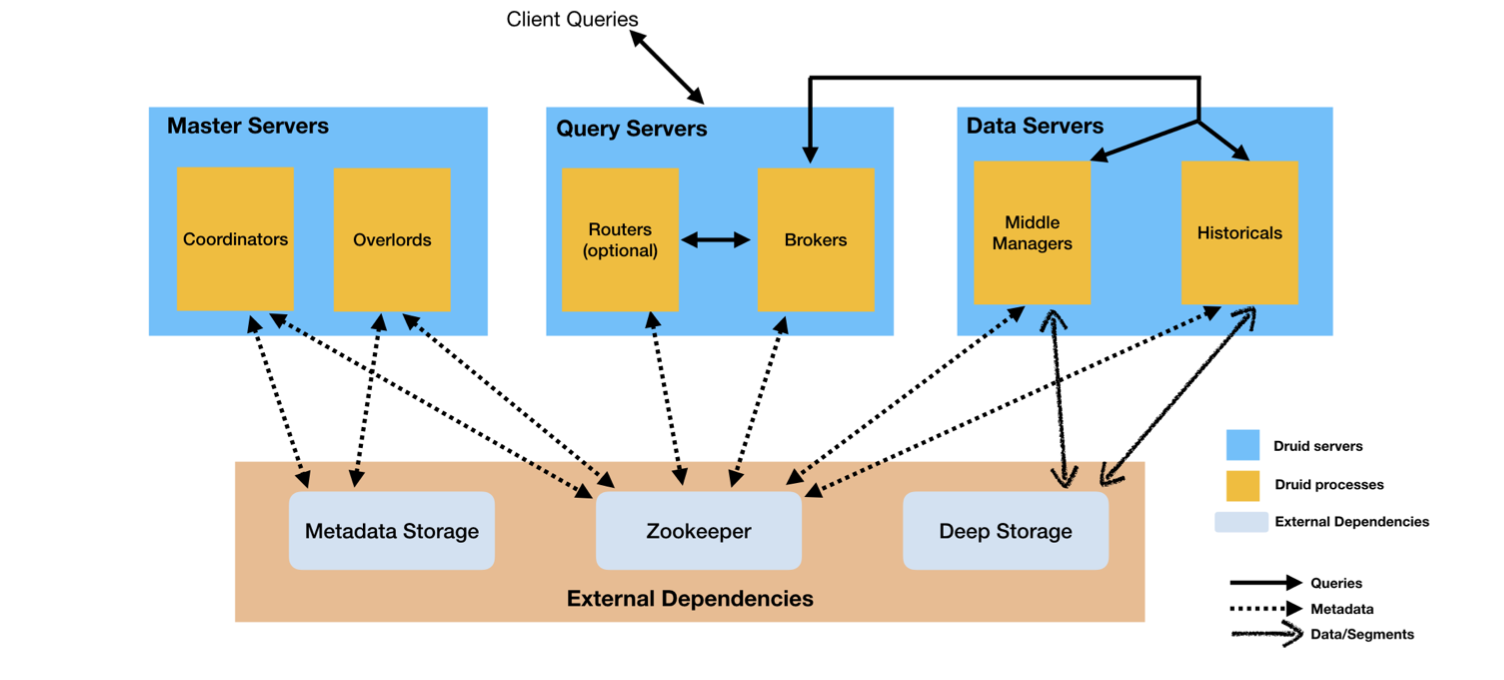 Client Queries
Master Servers
Coordinators
Overlords
Query Servers
Routers
(optional)
Brokers
Data Servers
Middle
Managers
Historicals
Metadata Storage
Zookeeper
Deep Storage
External Dependencies
Druid servers
Druid processes
External Dependencies
Queries
Metadata
Data/Segments